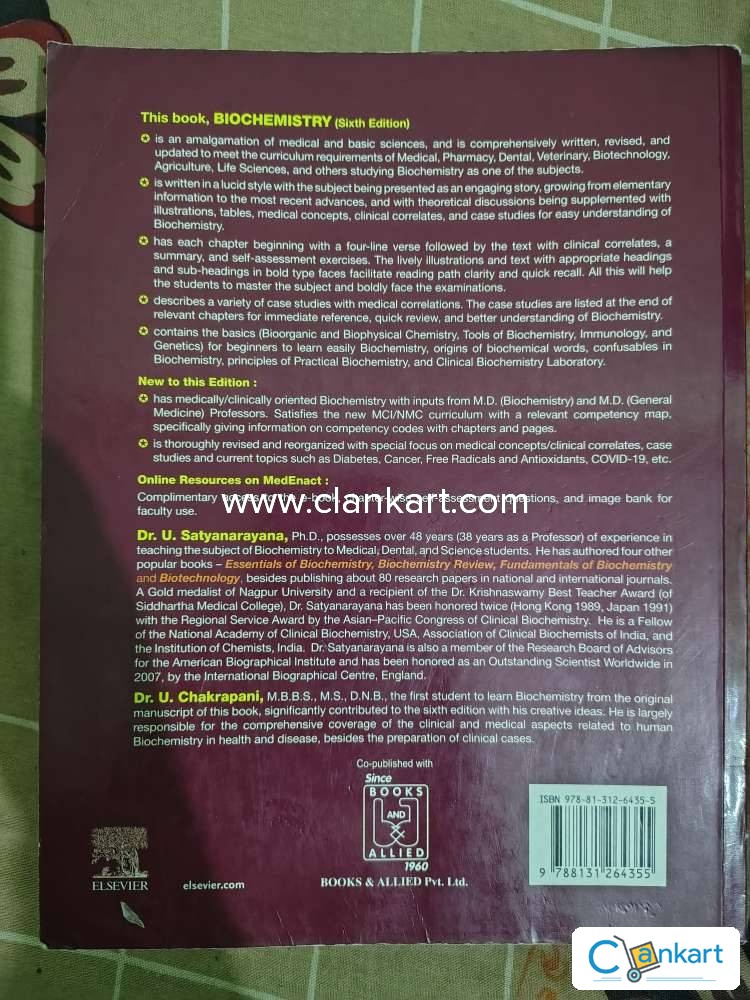 This book, BIOCHEMISTRY (Sixth Edition)
✪ is an amalgamation of medical and basic sciences, and is comprehensively written, revised, and
updated to meet the curriculum requirements of Medical, Pharmacy, Dental, Veterinary, Biotechnology,
Agriculture, Life Sciences, and others studying Biochemistry as one of the subjects.
✪ is written in a lucid style with the subject being presented as an engaging story, growing from elementary
information to the most recent advances, and with theoretical discussions being supplemented with
illustrations, tables, medical concepts, clinical correlates, and case studies for easy understanding of
Biochemistry.
✪ has each chapter beginning with a four-line verse followed by the text with clinical correlates, a
summary, and self-assessment exercises. The lively illustrations and text with appropriate headings
and sub-headings in bold type faces facilitate reading path clarity and quick recall. All this will help
the students to master the subject and boldly face the examinations.
✪ describes a variety of case studies with medical correlations. The case studies are listed at the end of
relevant chapters for immediate reference, quick review, and better understanding of Biochemistry.
✪ contains the basics (Bioorganic and Biophysical Chemistry, Tools of Biochemistry, Immunology, and
Genetics) for beginners to learn easily Biochemistry, origins of biochemical words, confusables in
Biochemistry, principles of Practical Biochemistry, and Clinical Biochemistry Laboratory.
New to this Edition :
✪ has medically/clinically oriented Biochemistry with inputs from M.D. (Biochemistry) and M.D. (General
Medicine) Professors. Satisfies the new MCI/NMC curriculum with a relevant competency map,
specifically giving information on competency codes with chapters and pages.
✪ is thoroughly revised and reorganized with special focus on medical concepts/clinical correlates, case
studies and current topics such as Diabetes, Cancer, Free Radicals and Antioxidants, COVID-19, etc.
Online Resources on MedEnact :
Complimentary access to the e-book, chapter-wise self-assessment questions, and image bank for
www.clankart.com
faculty use.
Dr. U. Satyanarayana, Ph.D., possesses over 48 years (38 years as a Professor) of experience in
teaching the subject of Biochemistry to Medical, Dental, and Science students. He has authored four other
popular books – Essentials of Biochemistry, Biochemistry Review, Fundamentals of Biochemistry
and Biotechnology, besides publishing about 80 research papers in national and international journals.
A Gold medalist of Nagpur University and a recipient of the Dr. Krishnaswamy Best Teacher Award (of
Siddhartha Medical College), Dr. Satyanarayana has been honored twice (Hong Kong 1989, Japan 1991)
with the Regional Service Award by the Asian–Pacific Congress of Clinical Biochemistry. He is a Fellow
of the National Academy of Clinical Biochemistry, USA, Association of Clinical Biochemists of India, and
the Institution of Chemists, India. Dr. Satyanarayana is also a member of the Research Board of Advisors
for the American Biographical Institute and has been honored as an Outstanding Scientist Worldwide in
2007, by the International Biographical Centre, England.
Dr. U. Chakrapani, M.B.B.S., M.S., D.N.B., the first student to learn Biochemistry from the original
manuscript of this book, significantly contributed to the sixth edition with his creative ideas. He is largely
responsible for the comprehensive coverage of the clinical and medical aspects related to human
Biochemistry in health and disease, besides the preparation of clinical cases.
Co-published with
Since
BOOKS
AND
ALLIED
1960
BOOKS & ALLIED Pvt. Ltd.
ELSEVIER
elsevier.com
ISBN 978-81-312-6435-5
9 788131 264355
Clankart